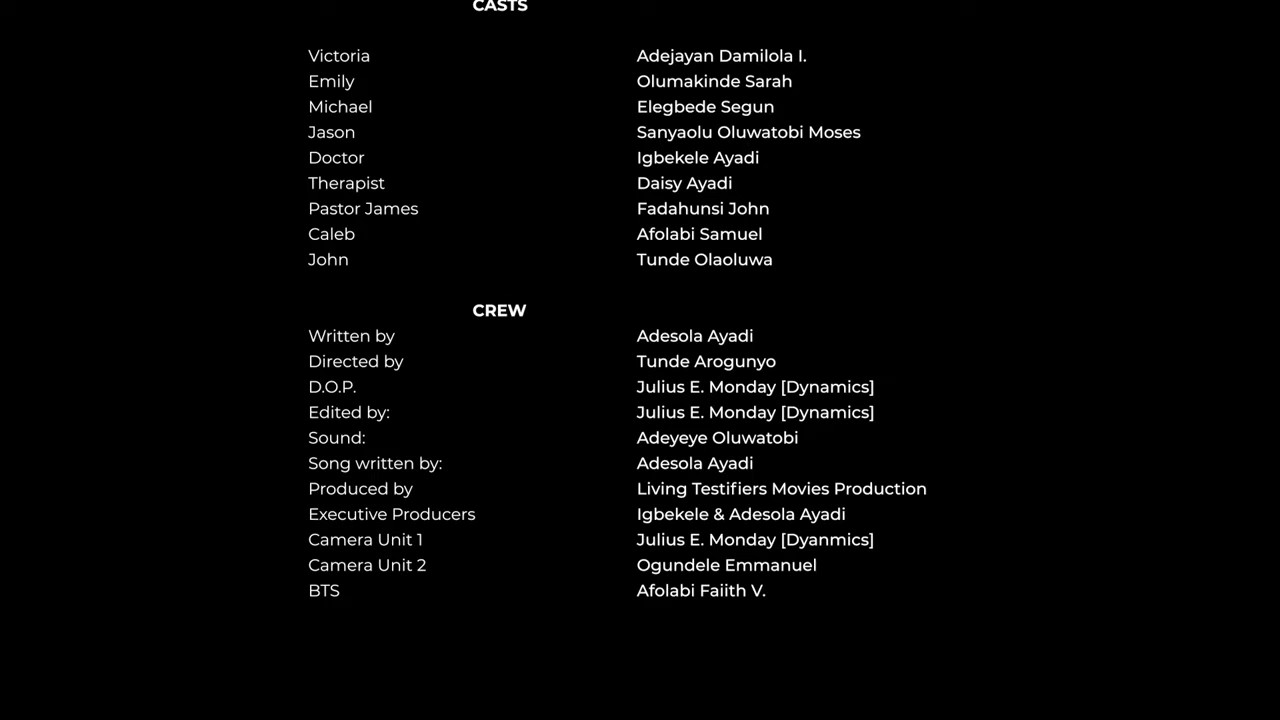 CASTS
Victoria Adejayan Damilola I.
Emily Olumakinde Sarah
Michael Elegbede Segun
Jason Sanyaolu Oluwatobi Moses
Doctor Igbekele Ayadi
Therapist Daisy Ayadi
Pastor James Fadahunsi John
Caleb Afolabi Samuel
John Tunde Olaoluwa
CREW
Written by Adesola Ayadi
Directed by Tunde Arogunyo
D.O.P. Julius E. Monday [Dynamics]
Edited by: Julius E. Monday [Dynamics]
Sound: Adeyeye Oluwatobi
Song written by: Adesola Ayadi
Produced by Living Testifiers Movies Production
Executive Producers Igbekele & Adesola Ayadi
Camera Unit 1 Julius E. Monday [Dyanmics]
Camera Unit 2 Ogundele Emmanuel
BTS Afolabi Faiith V.